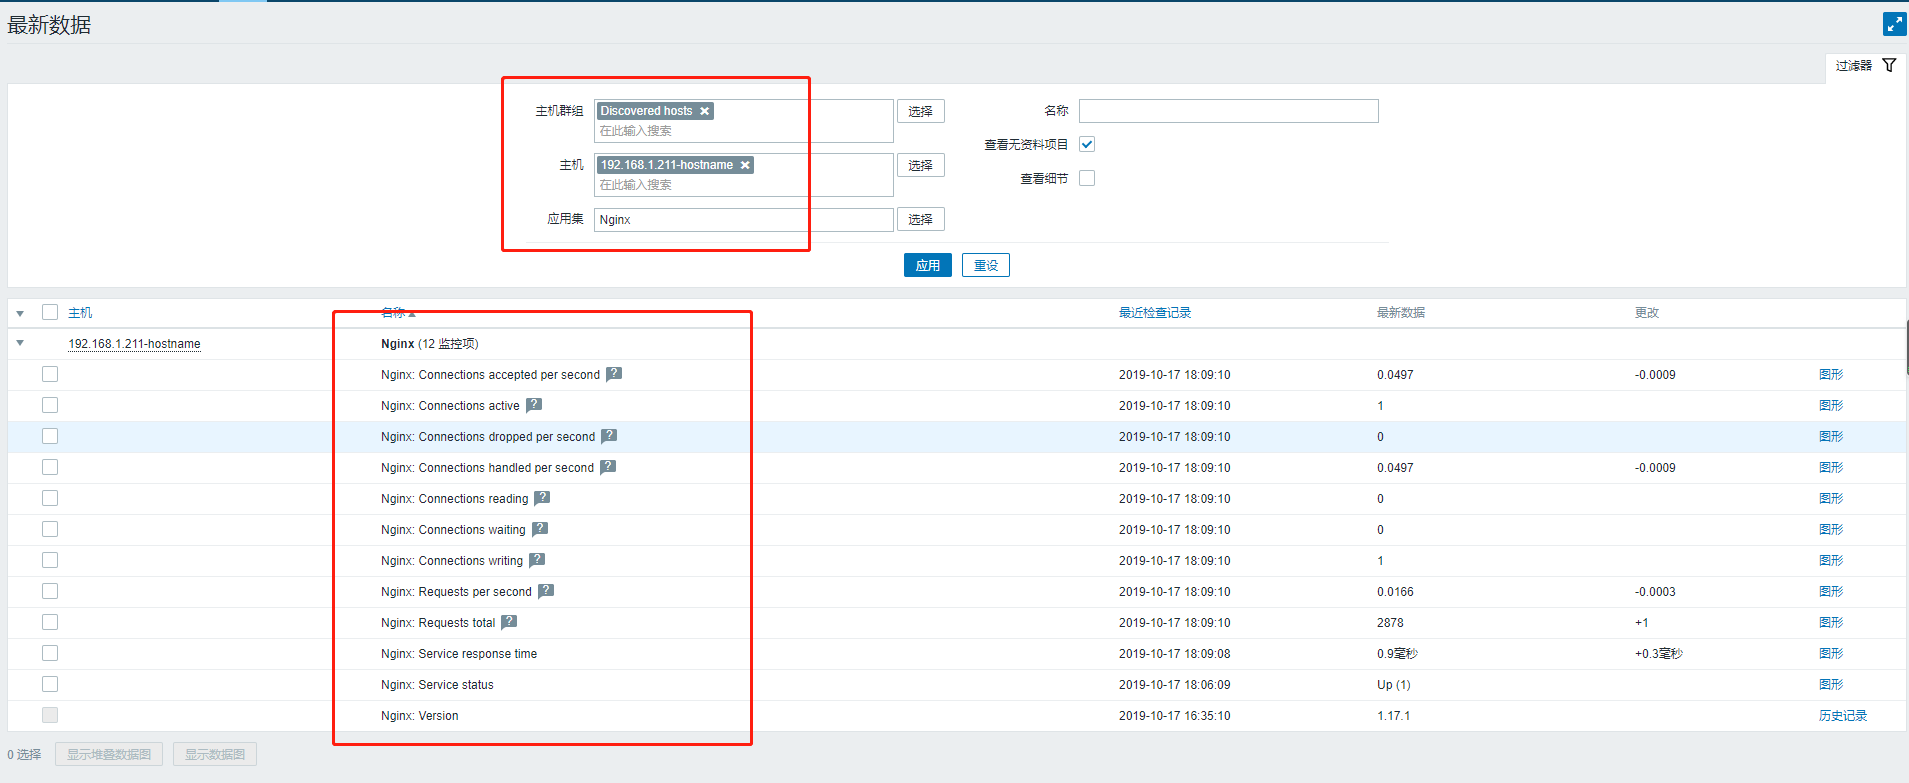 最新数据
过滤器
主机群组 Discovered hosts 选择 名称
在此输入搜索
查看无资料项目
主机 192.168.1.211-hostname 选择
在此输入搜索
查看细节
应用集 Nginx 选择
应用 重设
主机 名称 最近检查记录 最新数据 更改
192.168.1.211-hostname Nginx (12 监控项)
Nginx: Connections accepted per second ? 2019-10-17 18:09:10 0.0497 -0.0009 图形
Nginx: Connections active ? 2019-10-17 18:09:10 1 图形
Nginx: Connections dropped per second ? 2019-10-17 18:09:10 0 图形
Nginx: Connections handled per second ? 2019-10-17 18:09:10 0.0497 -0.0009 图形
Nginx: Connections reading ? 2019-10-17 18:09:10 0 图形
Nginx: Connections waiting ? 2019-10-17 18:09:10 0 图形
Nginx: Connections writing ? 2019-10-17 18:09:10 1 图形
Nginx: Requests per second ? 2019-10-17 18:09:10 0.0166 -0.0003 图形
Nginx: Requests total ? 2019-10-17 18:09:10 2878 +1 图形
Nginx: Service response time 2019-10-17 18:09:08 0.9毫秒 +0.3毫秒 图形
Nginx: Service status 2019-10-17 18:06:09 Up (1) 图形
Nginx: Version 2019-10-17 16:35:10 1.17.1 历史记录
0 选择 显示堆叠数据图 显示数据图